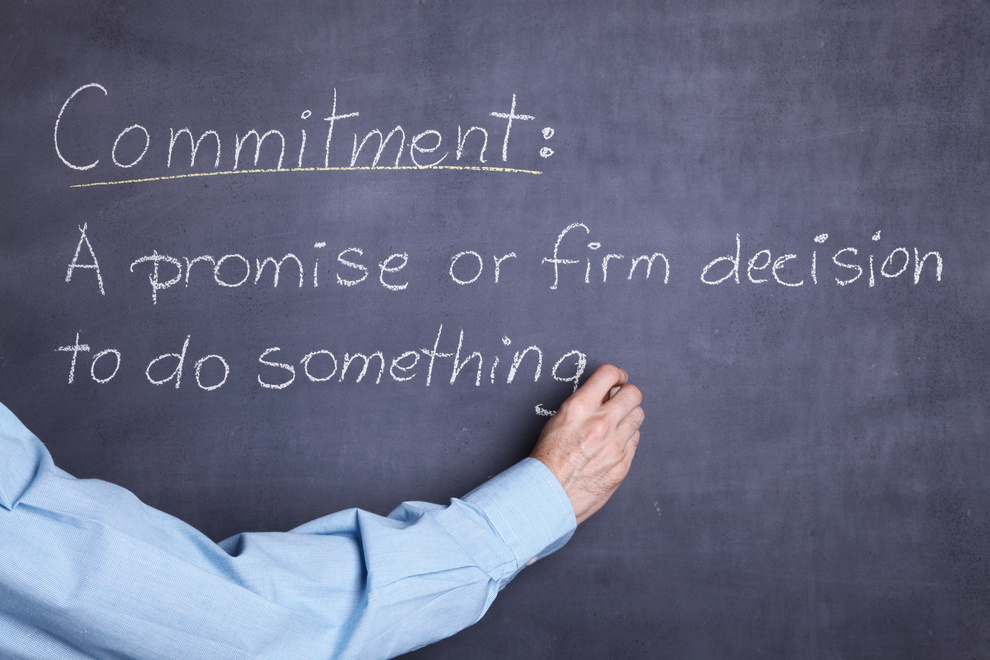 Commitment:
A promise or firm decision
to do something